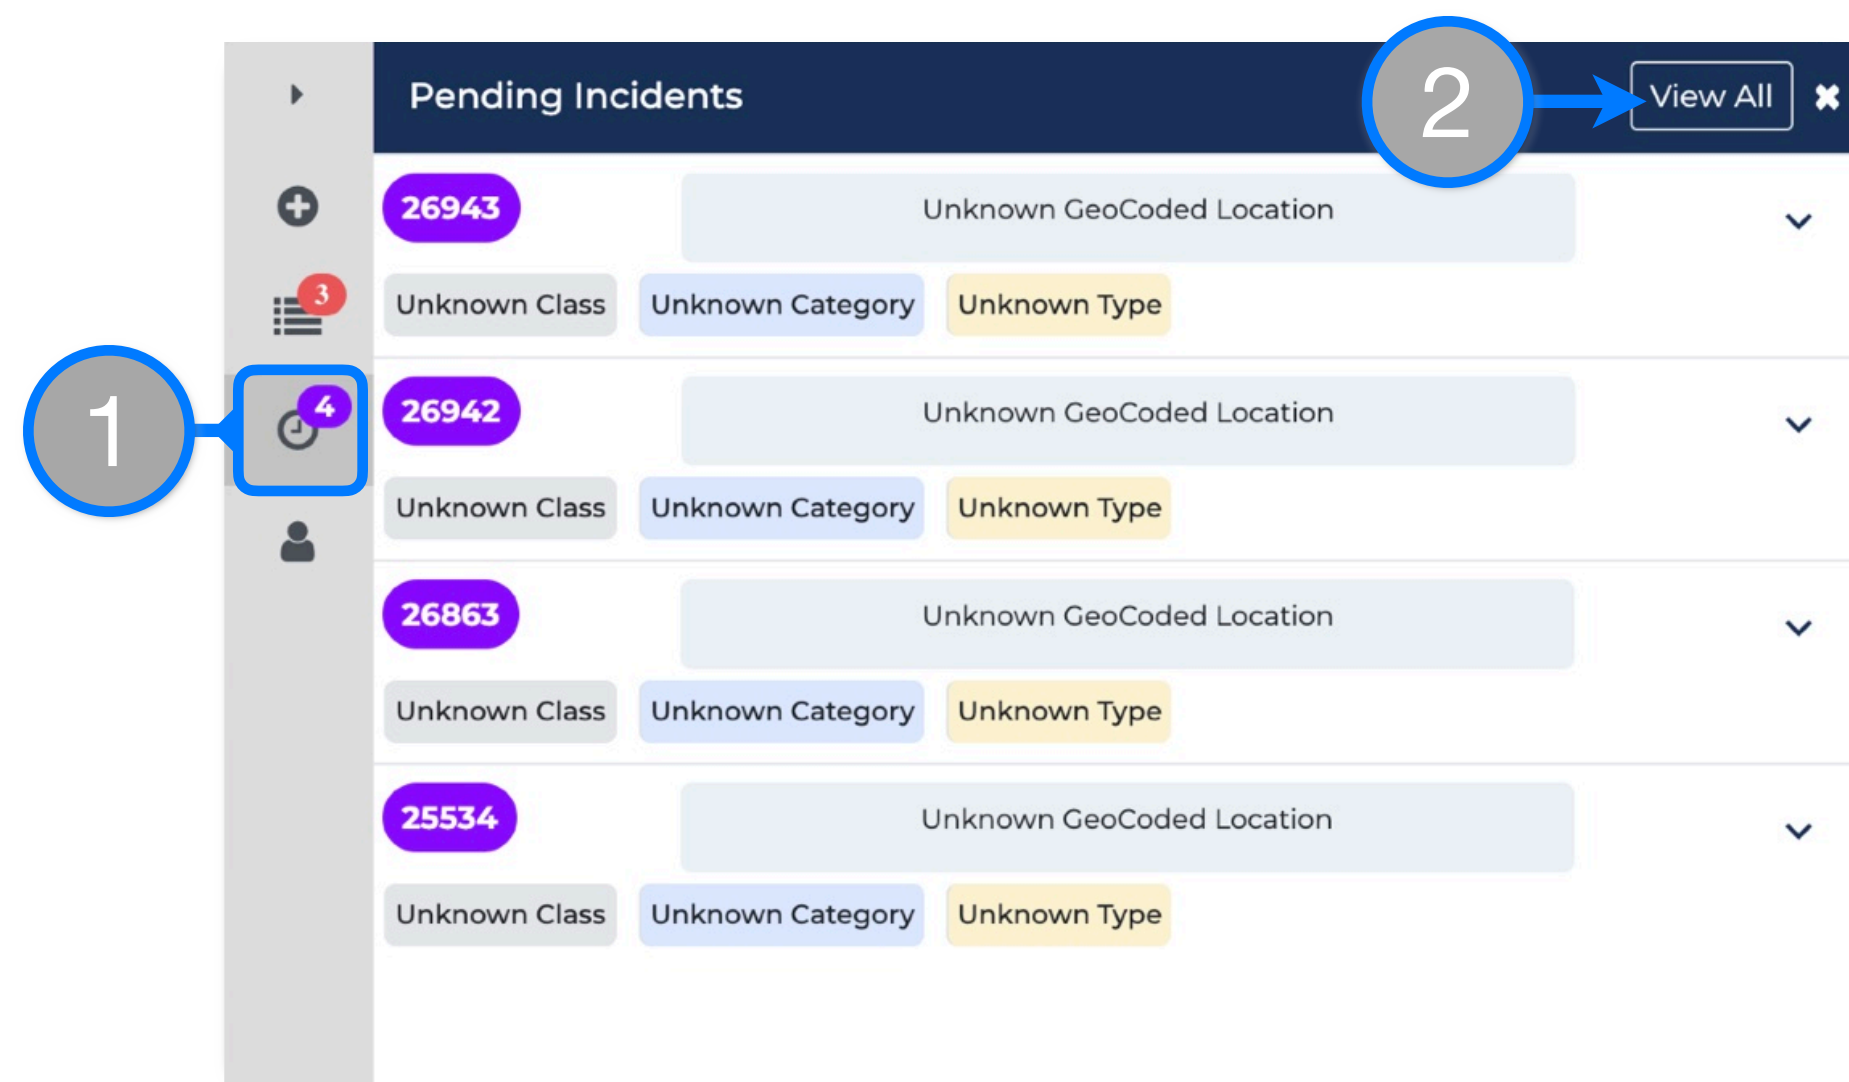 Pending Incidents
2
View All
26943
Unknown GeoCoded Location
3
Unknown Class
Unknown Category
Unknown Type
1
4
26942
Unknown GeoCoded Location
Unknown Class
Unknown Category
Unknown Type
26863
Unknown GeoCoded Location
Unknown Class
Unknown Category
Unknown Type
25534
Unknown GeoCoded Location
Unknown Class
Unknown Category
Unknown Type